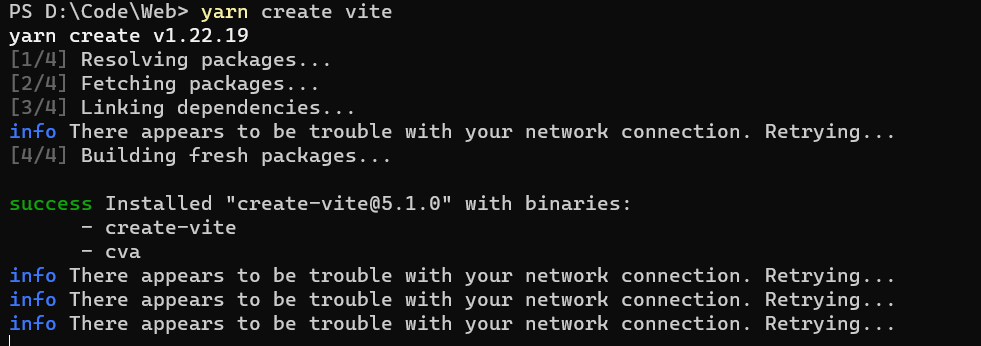 PS D:\Code\Web> yarn create vite
yarn create v1.22.19
[1/4] Resolving packages...
[2/4] Fetching packages...
[3/4] Linking dependencies...
info There appears to be trouble with your network connection. Retrying...
[4/4] Building fresh packages...
success Installed "create-vite@5.1.0" with binaries:
- create-vite
- cva
info There appears to be trouble with your network connection. Retrying...
info There appears to be trouble with your network connection. Retrying...
info There appears to be trouble with your network connection. Retrying...